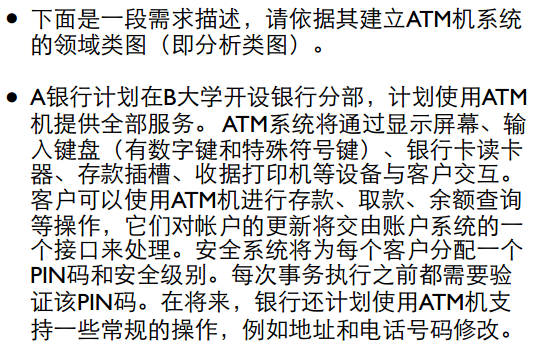 ● 下面是一段需求描述，请依据其建立ATM机系统
的领域类图（即分析类图）。
● A银行计划在B大学开设银行分部，计划使用ATM
机提供全部服务。ATM系统将通过显示屏幕、输
入键盘（有数字键和特殊符号键）、银行卡读卡
器、存款插槽、收据打印机等设备与客户交互。
客户可以使用ATM机进行存款、取款、余额查询
等操作，它们对帐户的更新将交由账户系统的一
个接口来处理。安全系统将为每个客户分配一个
PIN码和安全级别。每次事务执行之前都需要验
证该PIN码。在将来，银行还计划使用ATM机支
持一些常规的操作，例如地址和电话号码修改。